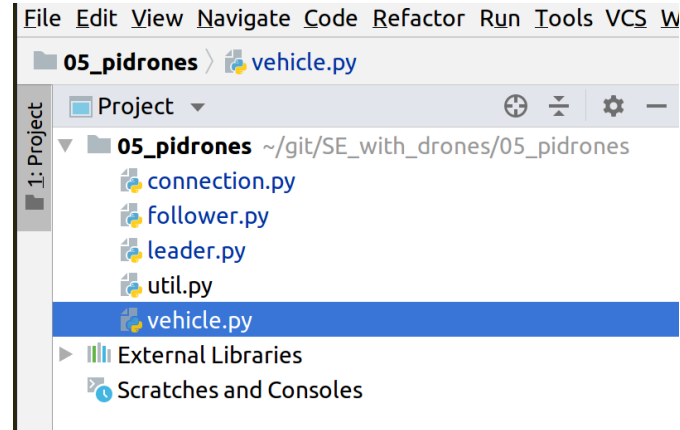 File Edit View Navigate Code Refactor Run Tools VCS W
05_pidrones vehicle.py
1: Project
Project
05_pidrones ~/git/SE_with_drones/05_pidrones
connection.py
follower.py
leader.py
util.py
vehicle.py
External Libraries
Scratches and Consoles